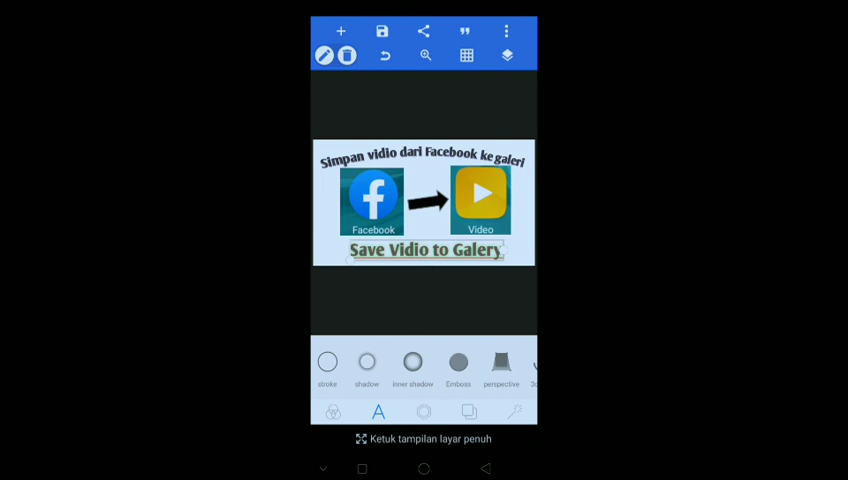 Simpan vidio dari Facebook ke galeri
Facebook
Video
Save Vidio to Galery
stroke
shadow
inner shadow
Emboss
perspective
Ketuk tampilan layar penuh